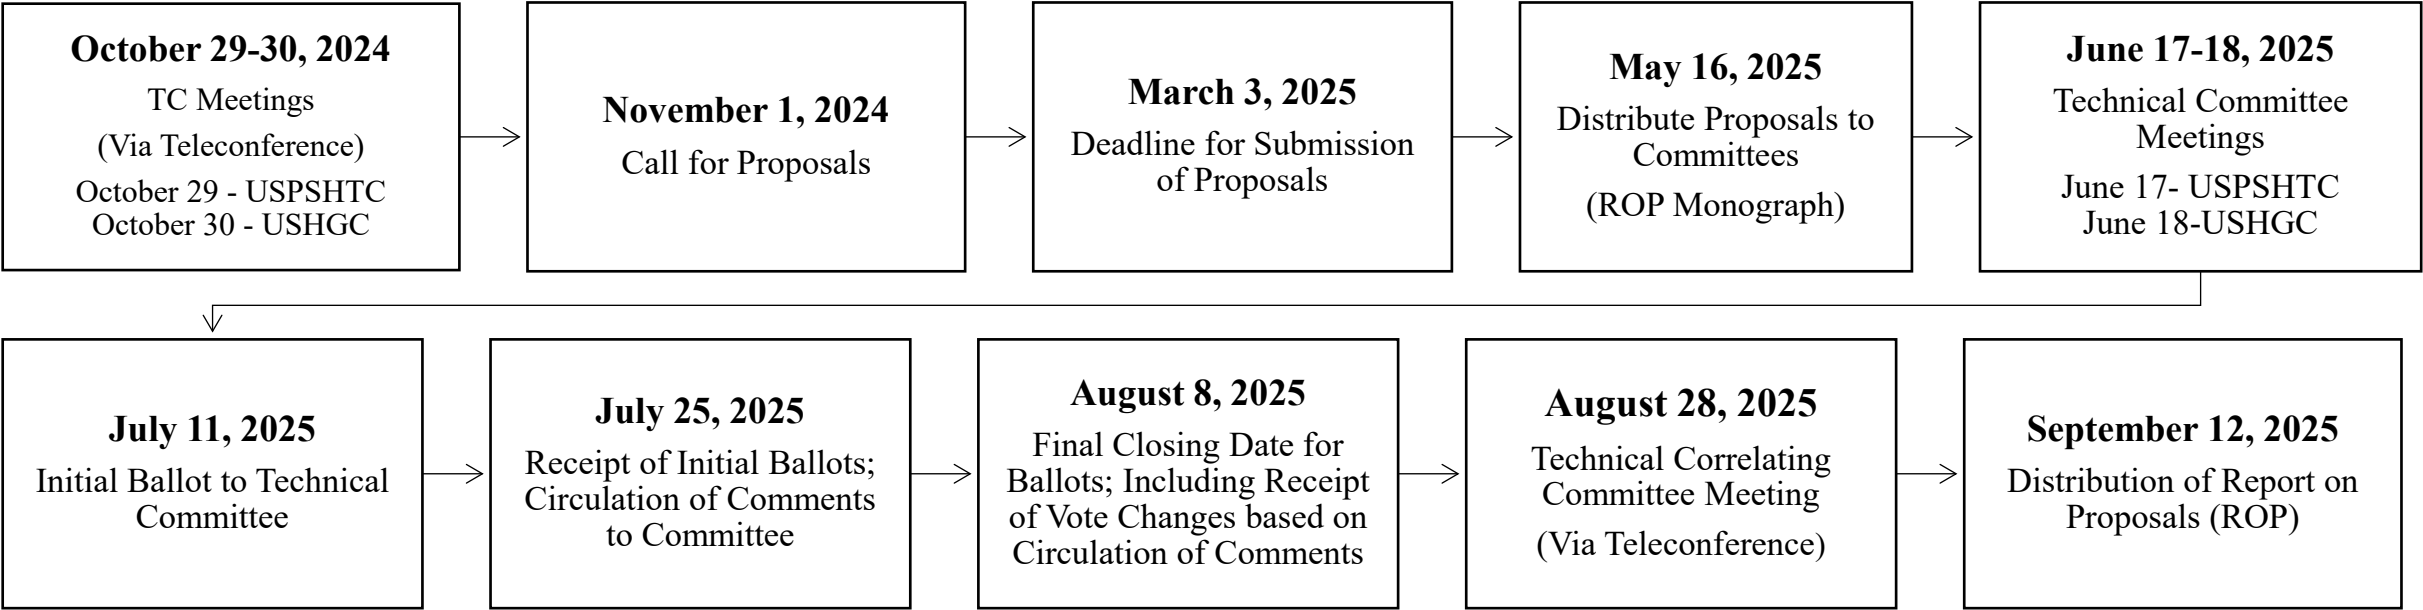 October 29-30, 2024
TC Meetings
(Via Teleconference)
October 29 - USPSHTC
October 30 - USHGC
November 1, 2024
Call for Proposals
March 3, 2025
Deadline for Submission
of Proposals
May 16, 2025
Distribute Proposals to
Committees
(ROP Monograph)
June 17-18, 2025
Technical Committee
Meetings
June 17- USPSHTC
June 18-USHGC
July 11, 2025
Initial Ballot to Technical
Committee
July 25, 2025
Receipt of Initial Ballots;
Circulation of Comments
to Committee
August 8, 2025
Final Closing Date for
Ballots; Including Receipt
of Vote Changes based on
Circulation of Comments
August 28, 2025
Technical Correlating
Committee Meeting
(Via Teleconference)
September 12, 2025
Distribution of Report on
Proposals (ROP)